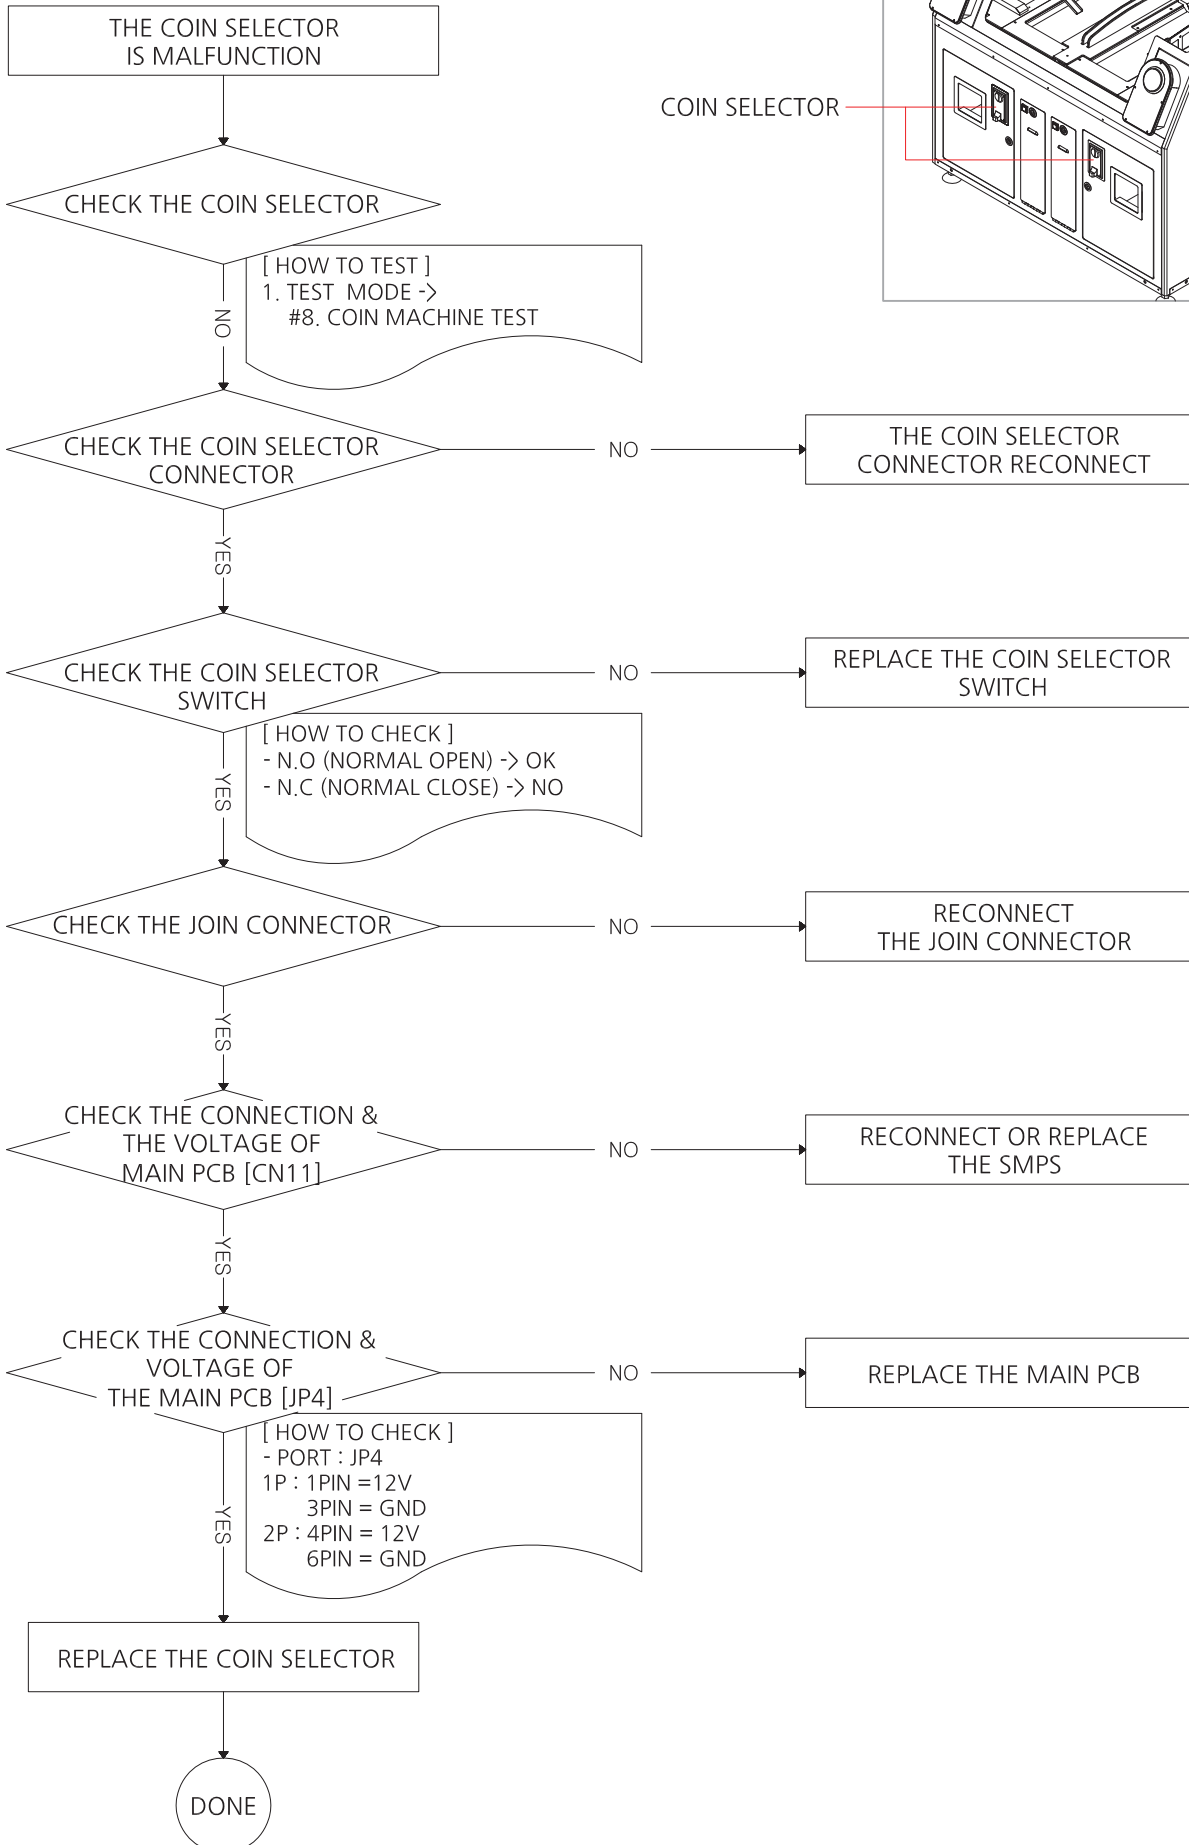 THE COIN SELECTOR
IS MALFUNCTION
COIN SELECTOR
CHECK THE COIN SELECTOR
[ HOW TO TEST ]
1. TEST MODE ->
#8. COIN MACHINE TEST
NO
CHECK THE COIN SELECTOR
CONNECTOR
NO
THE COIN SELECTOR
CONNECTOR RECONNECT
YES
CHECK THE COIN SELECTOR
SWITCH
NO
REPLACE THE COIN SELECTOR
SWITCH
[ HOW TO CHECK ]
- N.O (NORMAL OPEN) -> OK
- N.C (NORMAL CLOSE) -> NO
YES
CHECK THE JOIN CONNECTOR
NO
RECONNECT
THE JOIN CONNECTOR
YES
CHECK THE CONNECTION &
THE VOLTAGE OF
MAIN PCB [CN11]
NO
RECONNECT OR REPLACE
THE SMPS
YES
CHECK THE CONNECTION &
VOLTAGE OF
THE MAIN PCB [JP4]
NO
REPLACE THE MAIN PCB
[ HOW TO CHECK ]
- PORT : JP4
1P : 1PIN =12V
3PIN = GND
2P : 4PIN = 12V
6PIN = GND
YES
REPLACE THE COIN SELECTOR
DONE